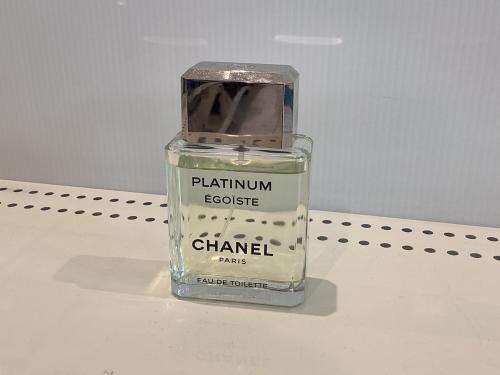 PLATINUM
ÉGOÏSTE
CHANEL
PARIS
EAU DE TOILETTE